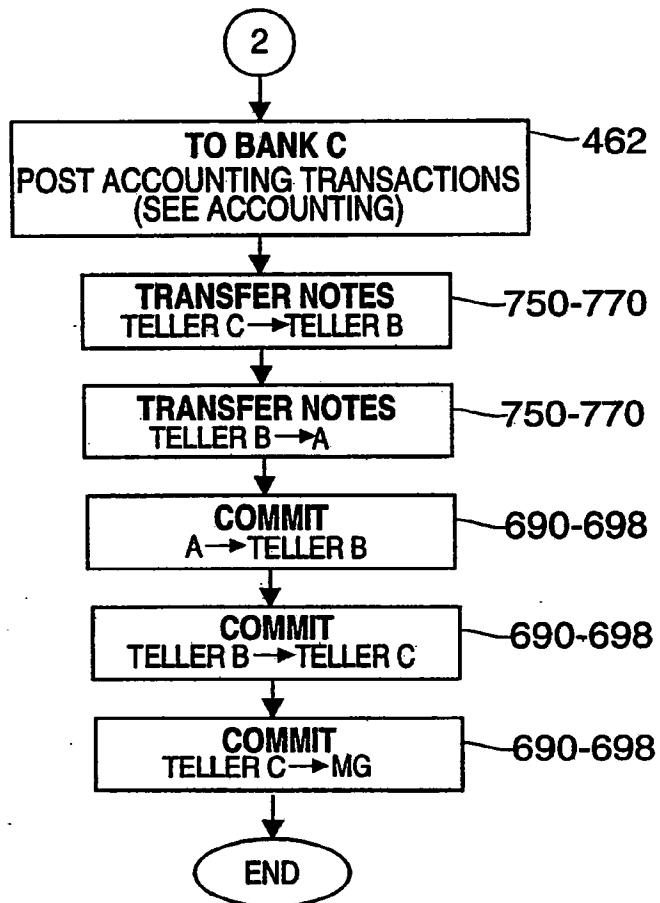 2
TO BANK C
POST ACCOUNTING TRANSACTIONS
(SEE ACCOUNTING)
462
TRANSFER NOTES
TELLER C→TELLER B
750-770
TRANSFER NOTES
TELLER B→A
750-770
COMMIT
A→TELLER B
690-698
COMMIT
TELLER B→TELLER C
690-698
COMMIT
TELLER C→MG
690-698
END